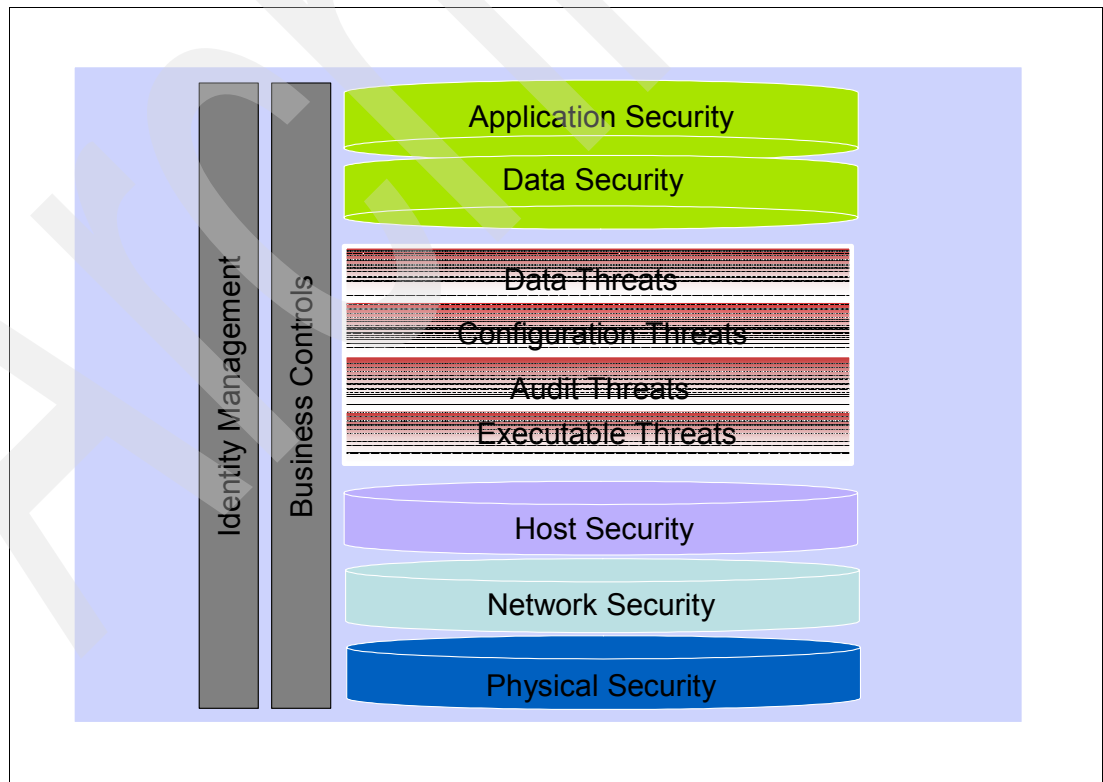 Identity Management
Business Controls
Application Security
Data Security
Data Threats
Configuration Threats
Audit Threats
Executable Threats
Host Security
Network Security
Physical Security